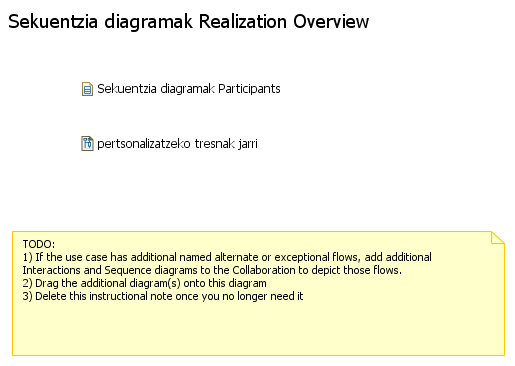 Sekuentzia diagramak Realization Overview
Sekuentzia diagramak Participants
pertsonalizatzeko tresnak jarri
TODO:
1) If the use case has additional named alternate or exceptional flows, add additional
Interactions and Sequence diagrams to the Collaboration to depict those flows.
2) Drag the additional diagram(s) onto this diagram
3) Delete this instructional note once you no longer need it